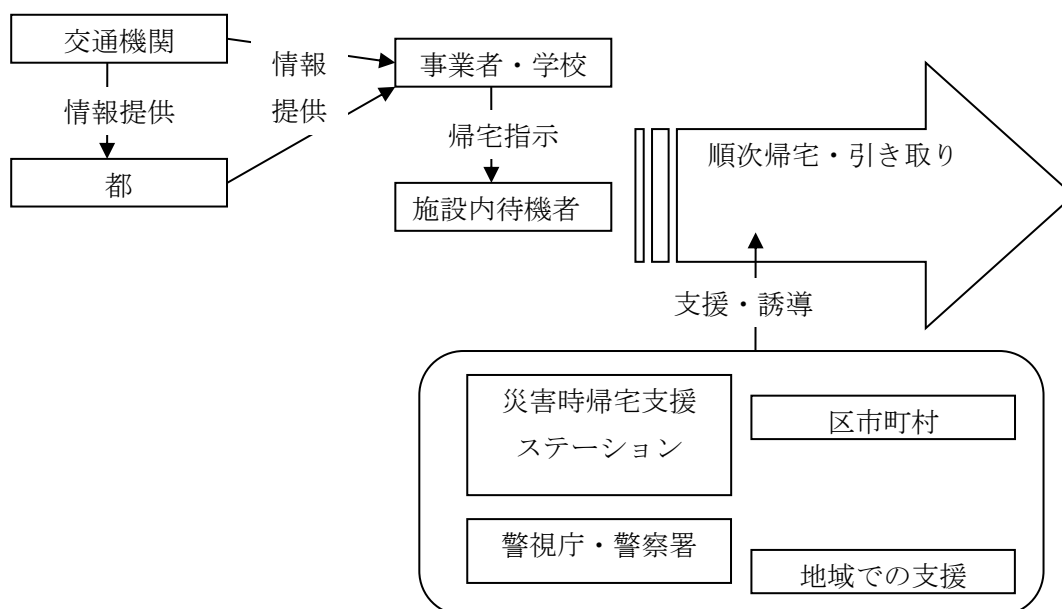 交通機関
情報
提供
事業者・学校
情報提供
帰宅指示
都
施設内待機者
順次帰宅・引き取り
支援・誘導
災害時帰宅支援
ステーション
区市町村
警視庁・警察署
地域での支援